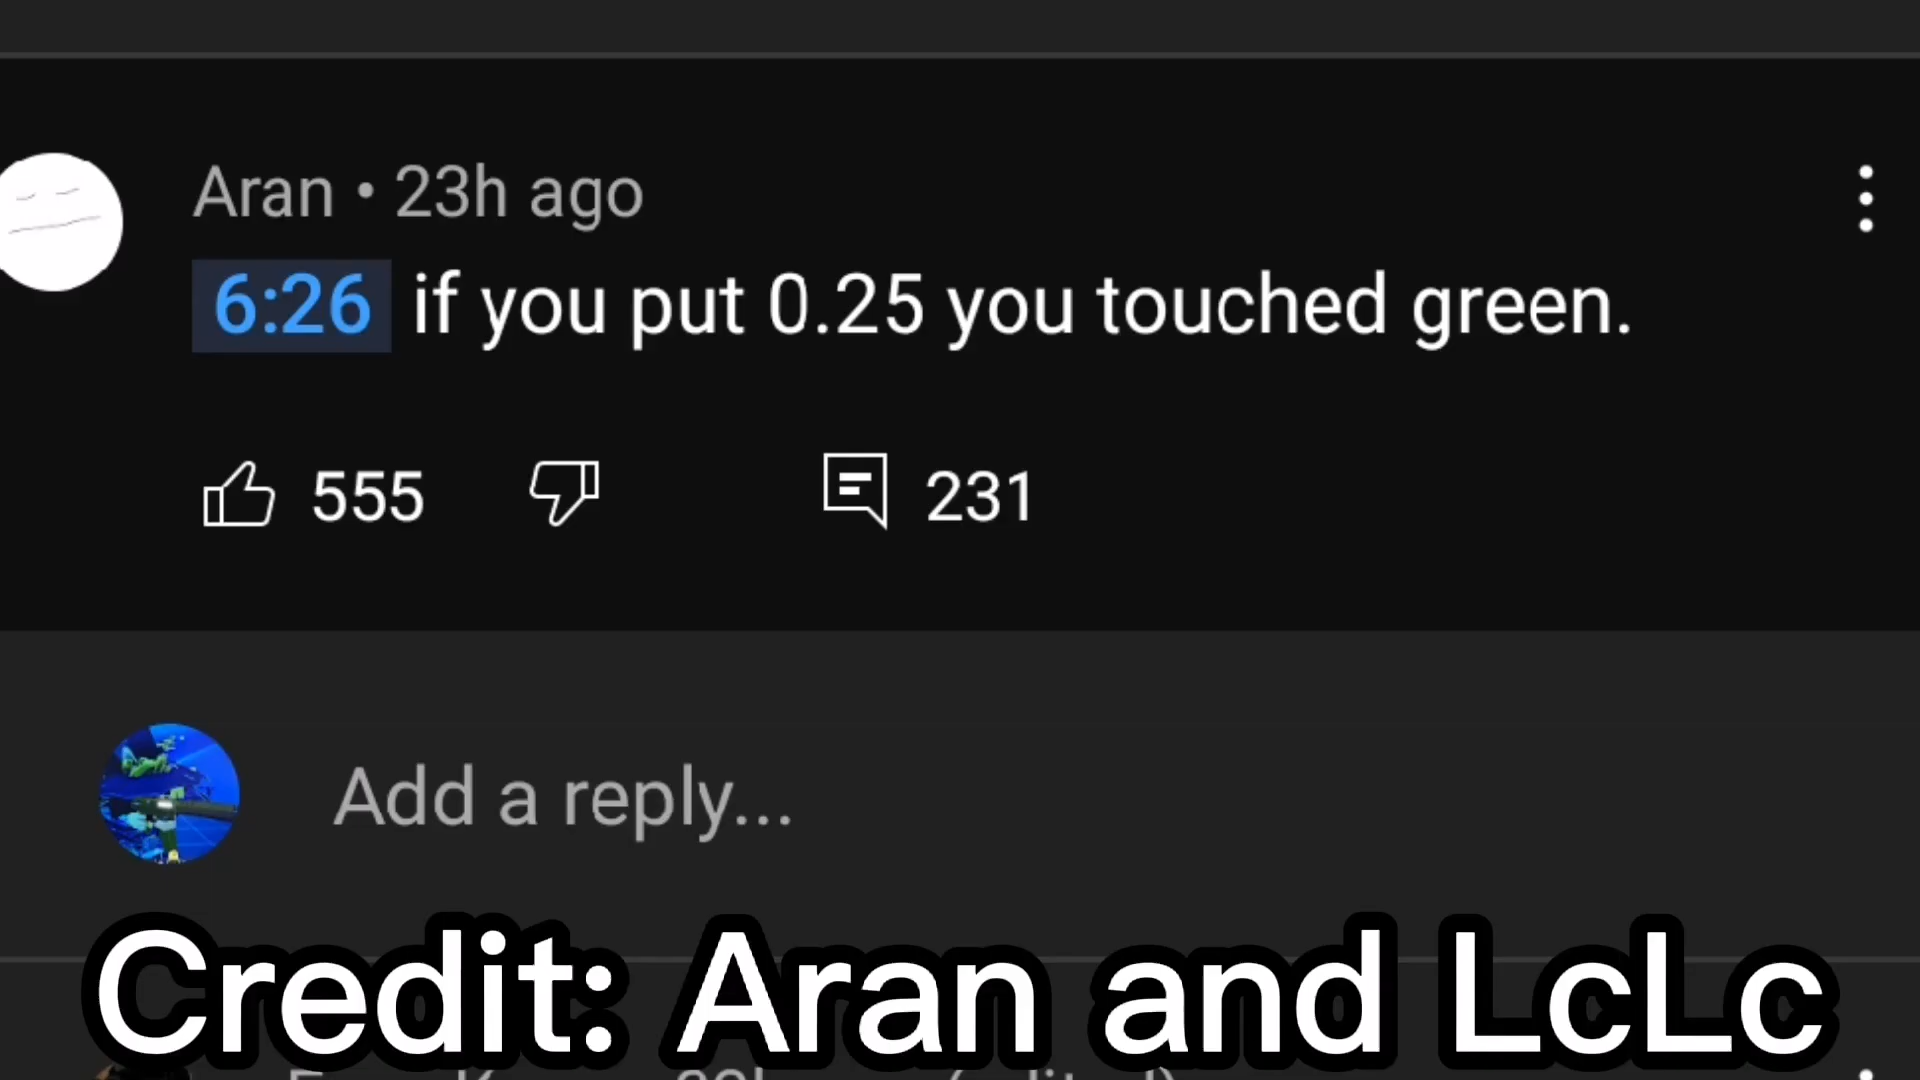 Aran • 23h ago
6:26 if you put 0.25 you touched green.
555 231
Add a reply...
Credit: Aran and LcLc